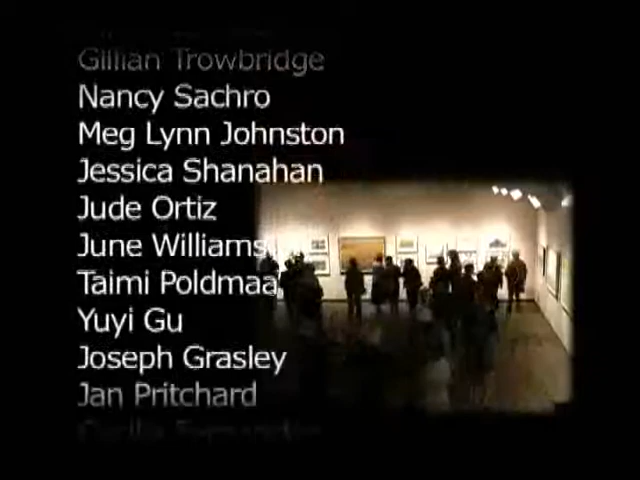 Gillian Trowbridge
Nancy Sachro
Meg Lynn Johnston
Jessica Shanahan
Jude Ortiz
June Williams
Taimi Poldmaa
Yuyi Gu
Joseph Grasley
Jan Pritchard